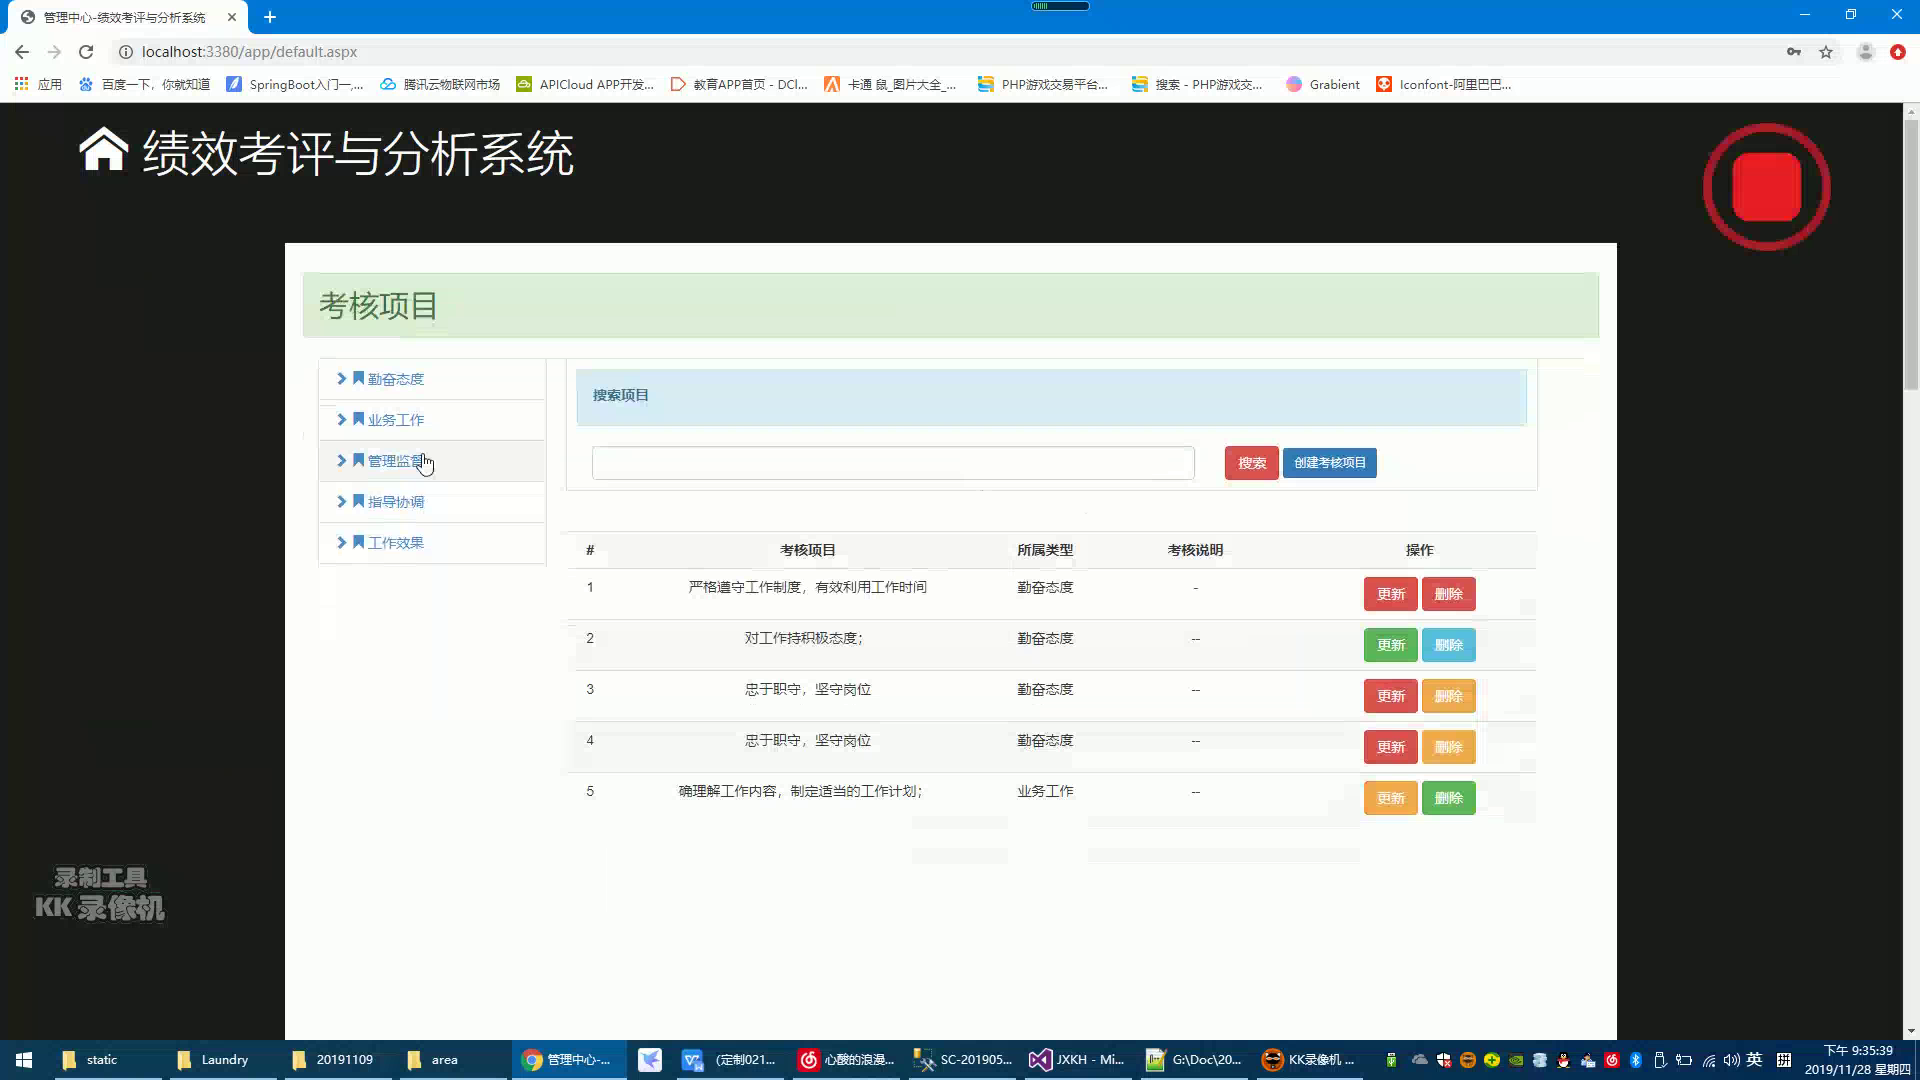 管理中心-绩效考评与分析系统
localhost:3380/app/default.aspx
应用
百度一下，你就知道
SpringBoot入门一,...
腾讯云物联网市场
APICloud APP开发...
教育APP首页 - DCl...
卡通 鼠_图片大全_...
PHP游戏交易平台...
搜索 - PHP游戏交...
Grabient
Iconfont-阿里巴巴...
绩效考评与分析系统
考核项目
勤奋态度
业务工作
管理监督
指导协调
工作效果
搜索项目
搜索 创建考核项目
# 考核项目 所属类型 考核说明 操作
1 严格遵守工作制度，有效利用工作时间 勤奋态度 - 更新 删除
2 对工作持积极态度； 勤奋态度 -- 更新 删除
3 忠于职守，坚守岗位 勤奋态度 -- 更新 删除
4 忠于职守，坚守岗位 勤奋态度 -- 更新 删除
5 确理解工作内容，制定适当的工作计划； 业务工作 -- 更新 删除
录制工具
KK 录像机
static
Laundry
20191109
area
管理中心-...
(定制021...
心酸的浪漫...
SC-201905...
JXKH - Mi...
G:\Doc\20...
KK录像机 ...
英
拼
下午 9:35:39
2019/11/28 星期四